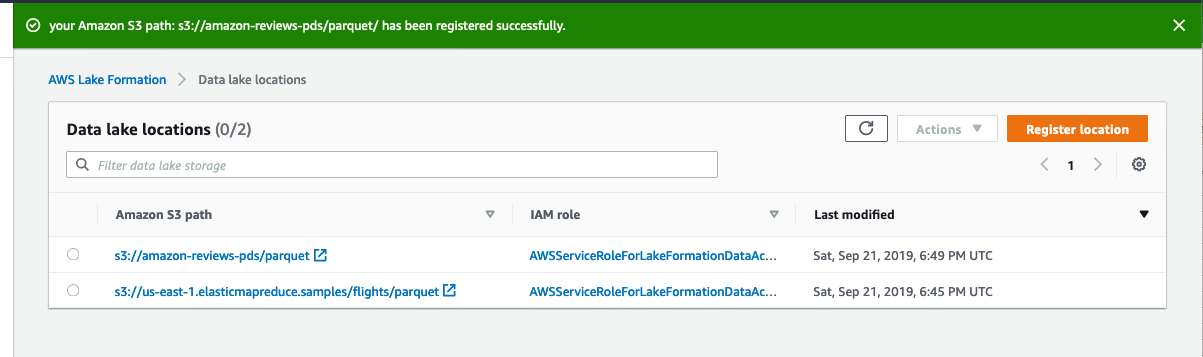 your Amazon S3 path: s3://amazon-reviews-pds/parquet/ has been registered successfully.
AWS Lake Formation Data lake locations
Data lake locations (0/2) Actions Register location
Filter data lake storage 1
Amazon S3 path IAM role Last modified
s3://amazon-reviews-pds/parquet AWSServiceRoleForLakeFormationDataAc... Sat, Sep 21, 2019, 6:49 PM UTC
s3://us-east-1.elasticmapreduce.samples/flights/parquet AWSServiceRoleForLakeFormationDataAc... Sat, Sep 21, 2019, 6:45 PM UTC